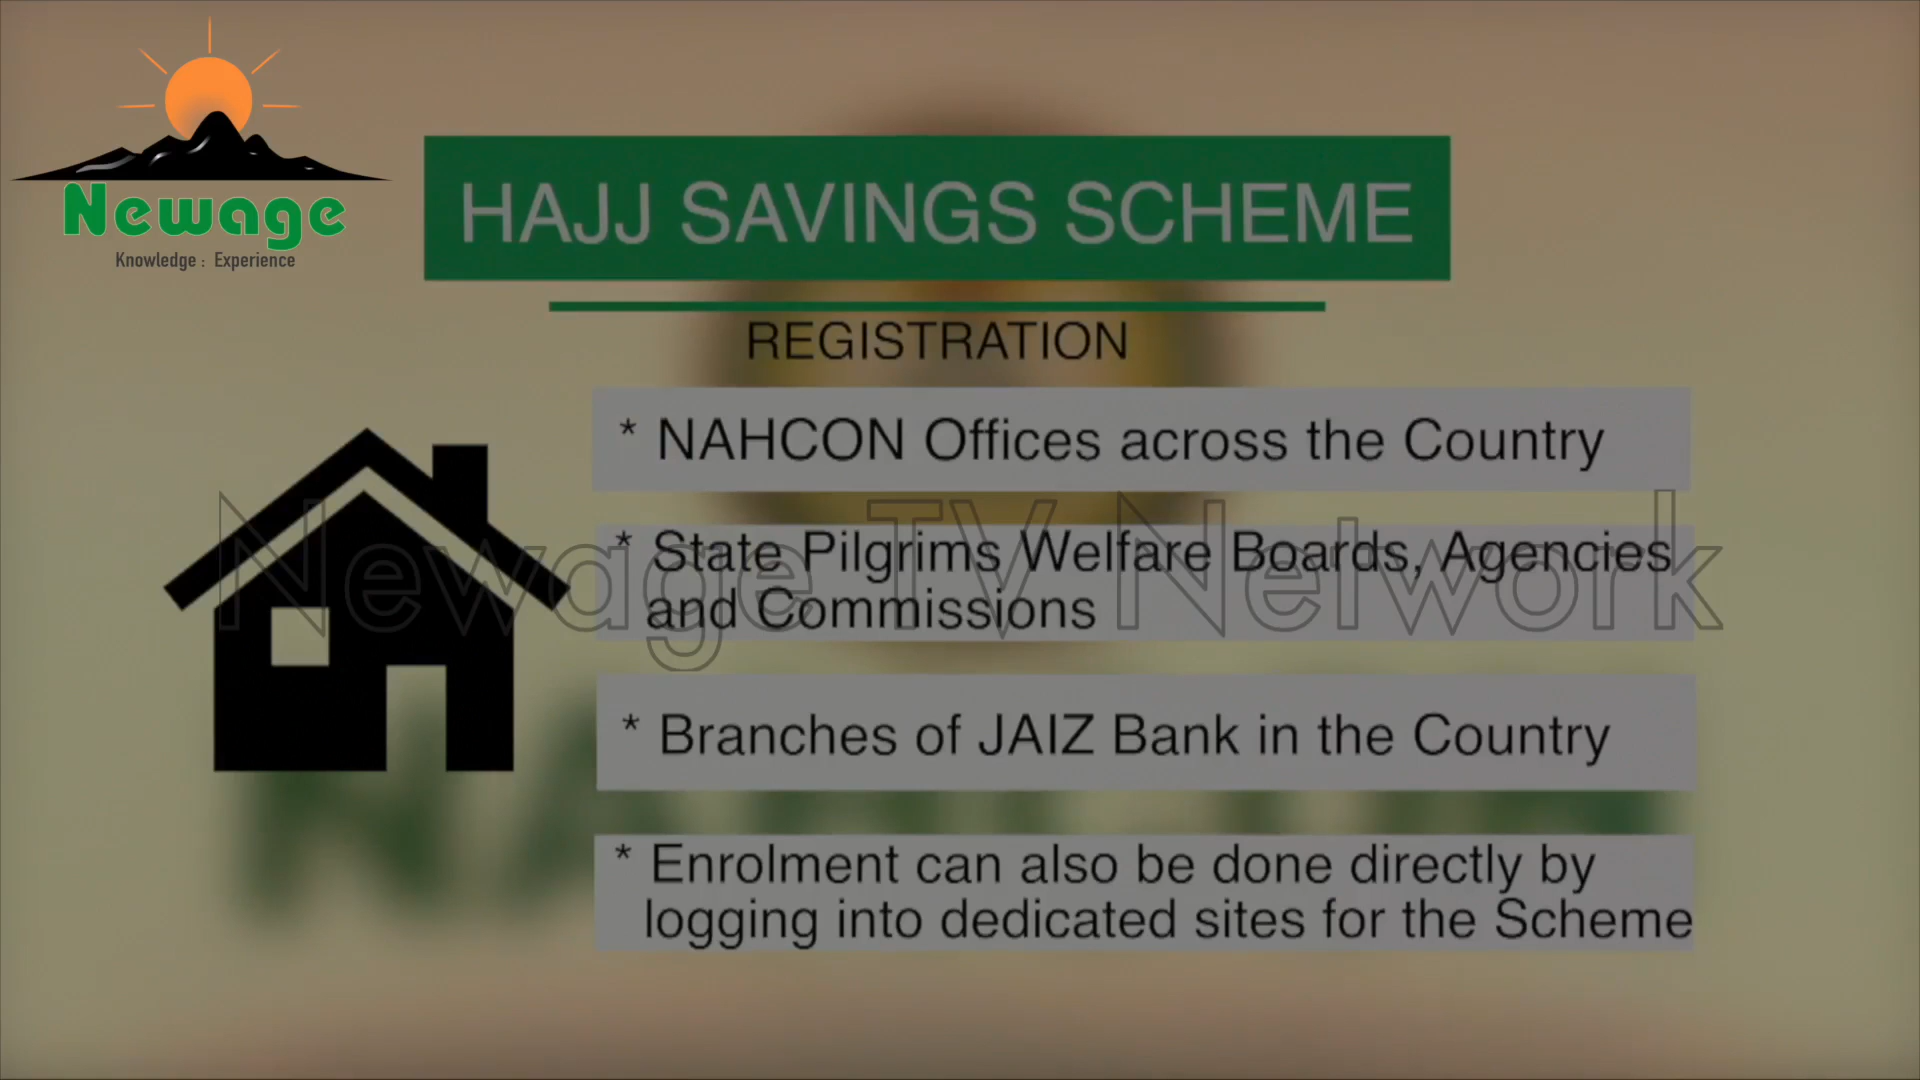 Newage
Knowledge : Experience
HAJJ SAVINGS SCHEME
REGISTRATION
* NAHCON Offices across the Country
* State Pilgrims Welfare Boards, Agencies
and Commissions
Newage TV Network
* Branches of JAIZ Bank in the Country
* Enrolment can also be done directly by
logging into dedicated sites for the Scheme